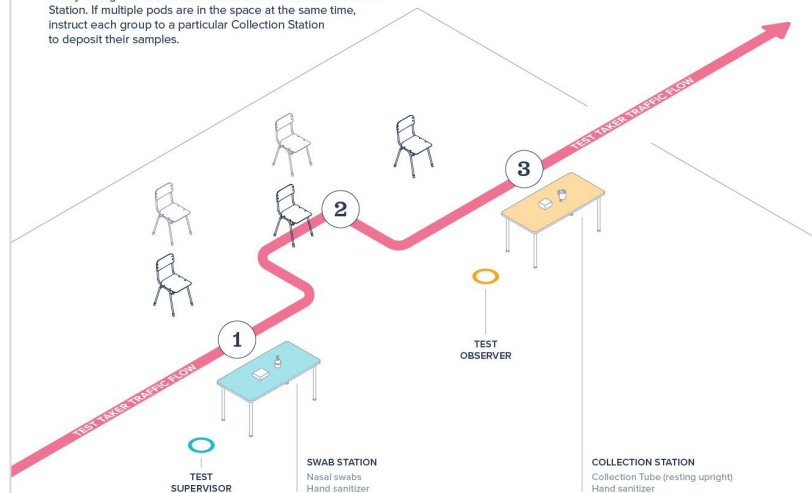 Station. If multiple pods are in the space at the same time,
instruct each group to a particular Collection Station
to deposit their samples.
TEST TAKER TRAFFIC FLOW
3
2
1
TEST
OBSERVER
TEST TAKER TRAFFIC FLOW
TEST
SUPERVISOR
SWAB STATION
Nasal swabs
Hand sanitizer
COLLECTION STATION
Collection Tube (resting upright)
Hand sanitizer